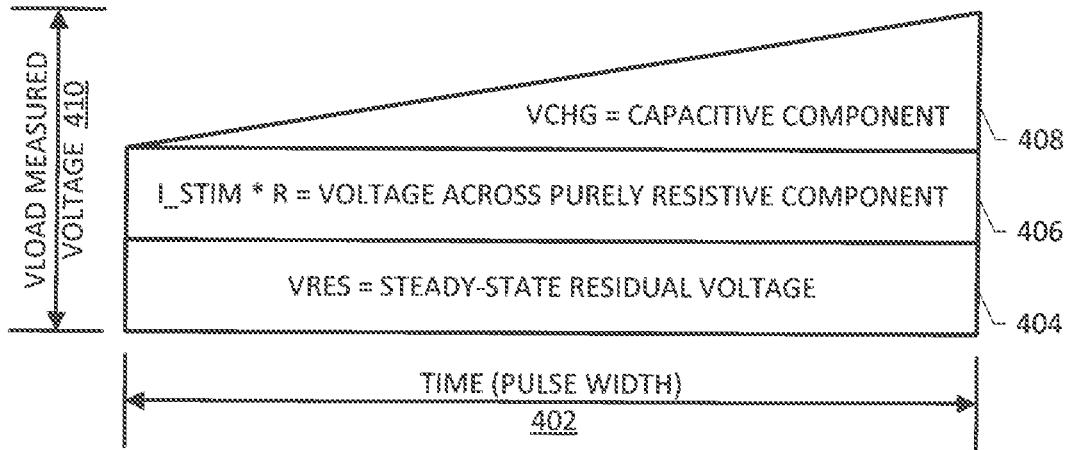 VLOAD MEASURED
VOLTAGE 410
VCHG = CAPACITIVE COMPONENT
408
I_STIM * R = VOLTAGE ACROSS PURELY RESISTIVE COMPONENT
406
VRES = STEADY-STATE RESIDUAL VOLTAGE
404
TIME (PULSE WIDTH)
402